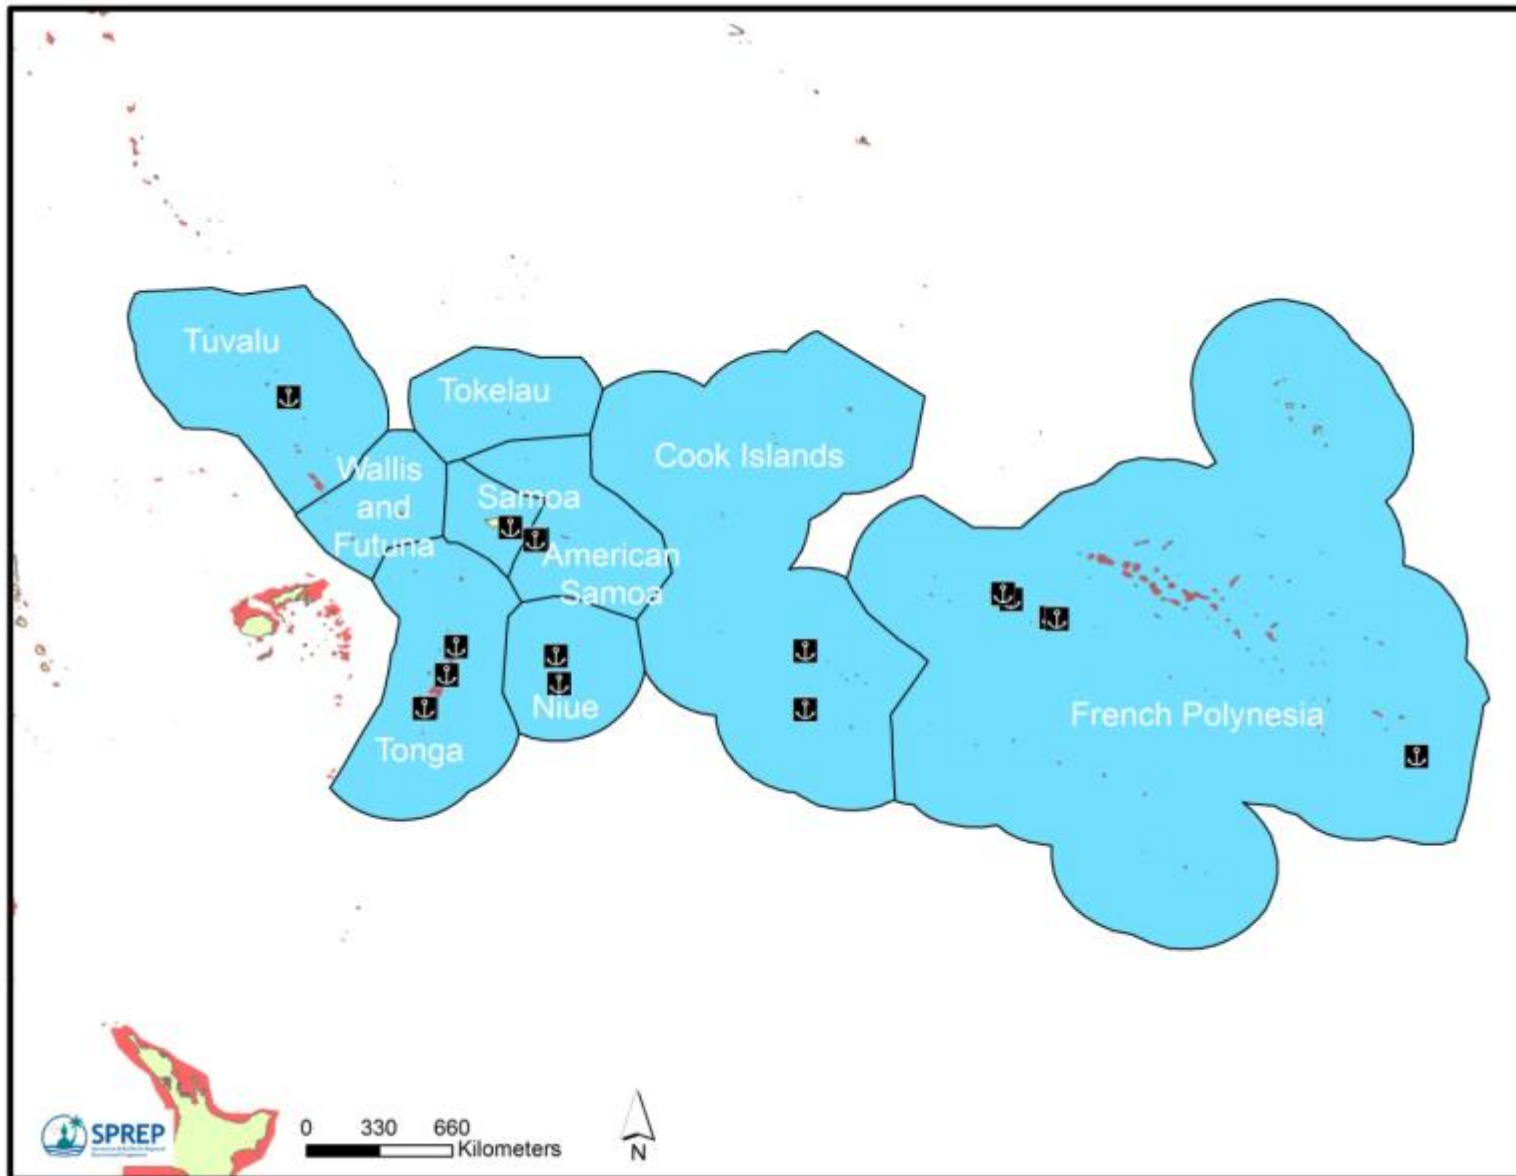 Tuvalu
Tokelau
Wallis
and
Futuna
Samoa
American
Samoa
Cook Islands
Niue
Tonga
French Polynesia
SPREP
0 330 660
Kilometers
N